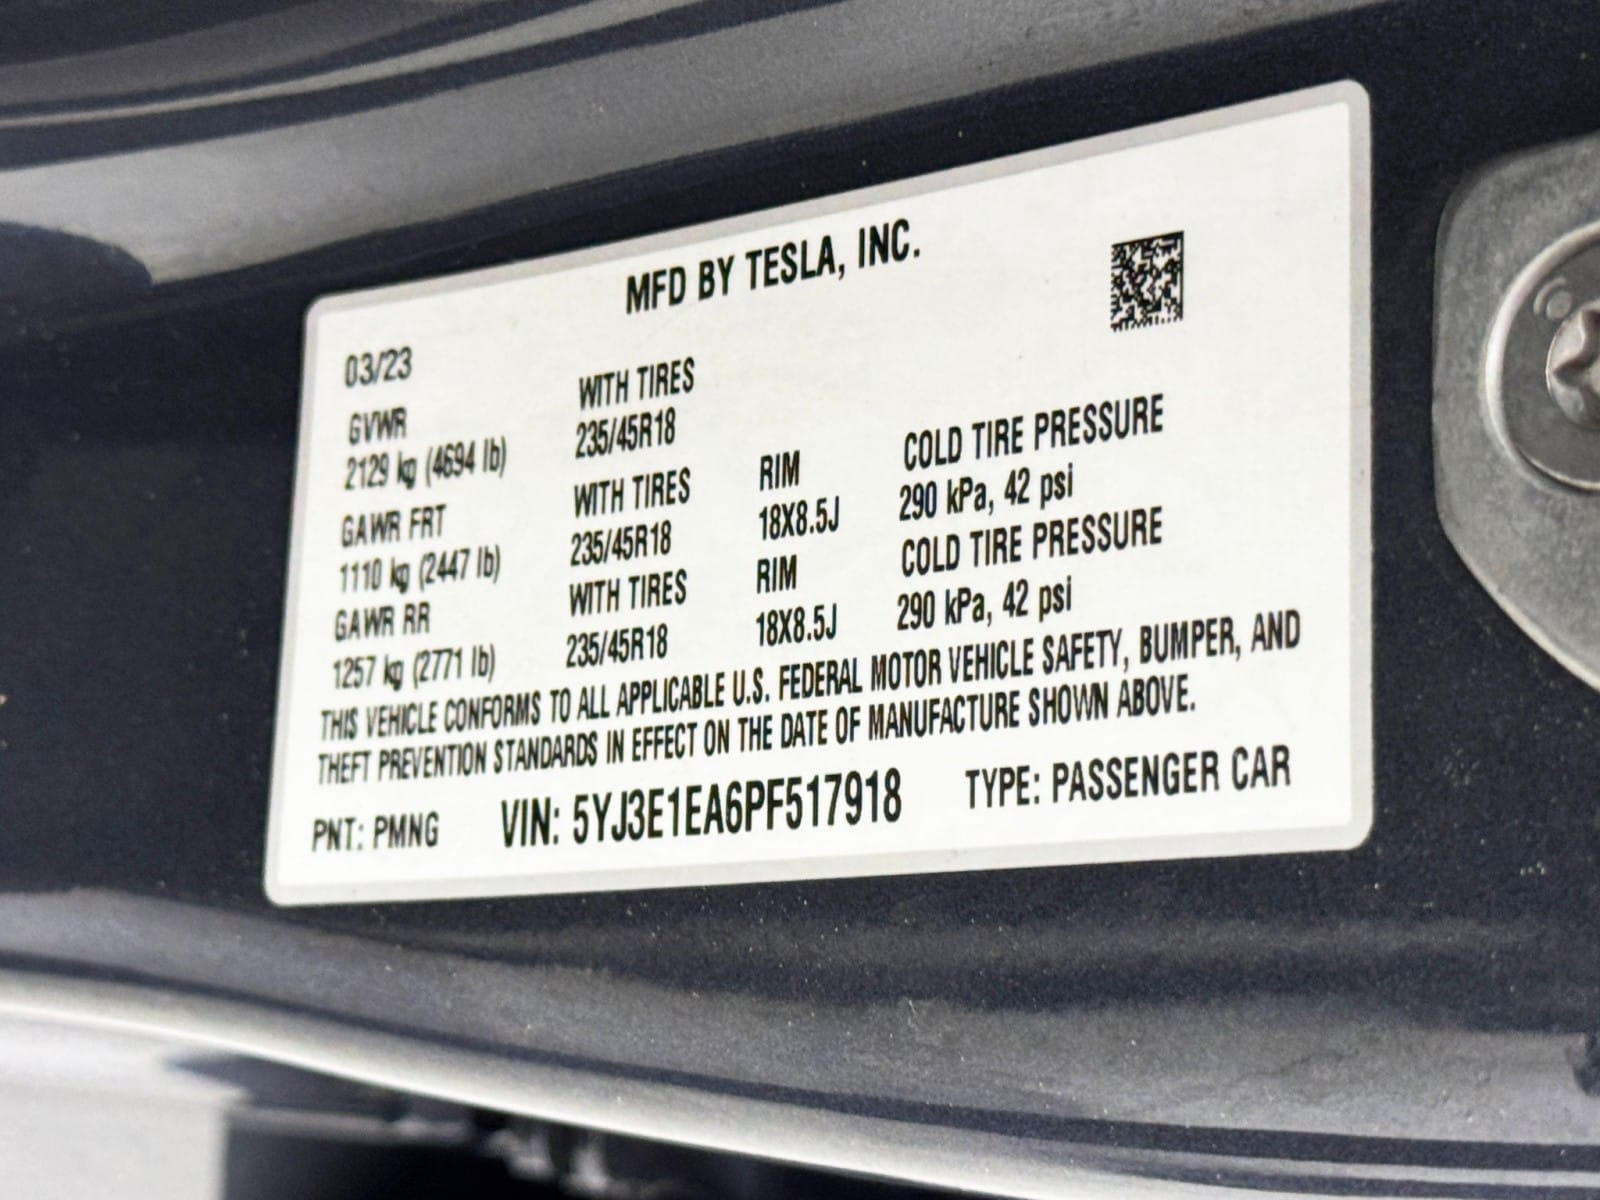 MFD BY TESLA, INC.
03/23
GVWR WITH TIRES
2129 kg (4694 lb) 235/45R18
GAWR FRT WITH TIRES RIM COLD TIRE PRESSURE
1110 kg (2447 lb) 235/45R18 18X8.5J 290 kPa, 42 psi
GAWR RR WITH TIRES RIM COLD TIRE PRESSURE
1257 kg (2771 lb) 235/45R18 18X8.5J 290 kPa, 42 psi
THIS VEHICLE CONFORMS TO ALL APPLICABLE U.S. FEDERAL MOTOR VEHICLE SAFETY, BUMPER, AND
THEFT PREVENTION STANDARDS IN EFFECT ON THE DATE OF MANUFACTURE SHOWN ABOVE.
PNT: PMNG VIN: 5YJ3E1EA6PF517918 TYPE: PASSENGER CAR